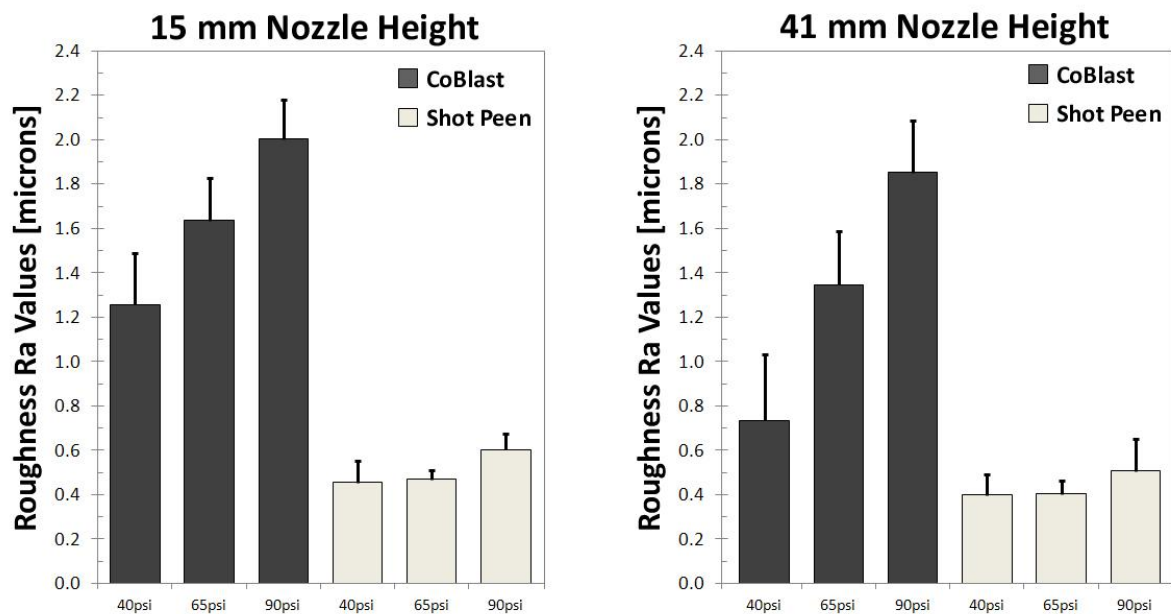 15 mm Nozzle Height
Roughness Ra Values [microns]
2.4
2.2
2.0
1.8
1.6
1.4
1.2
1.0
0.8
0.6
0.4
0.2
0.0
CoBlast
Shot Peen
40psi 65psi 90psi 40psi 65psi 90psi
41 mm Nozzle Height
Roughness Ra Values [microns]
2.4
2.2
2.0
1.8
1.6
1.4
1.2
1.0
0.8
0.6
0.4
0.2
0.0
CoBlast
Shot Peen
40psi 65psi 90psi 40psi 65psi 90psi